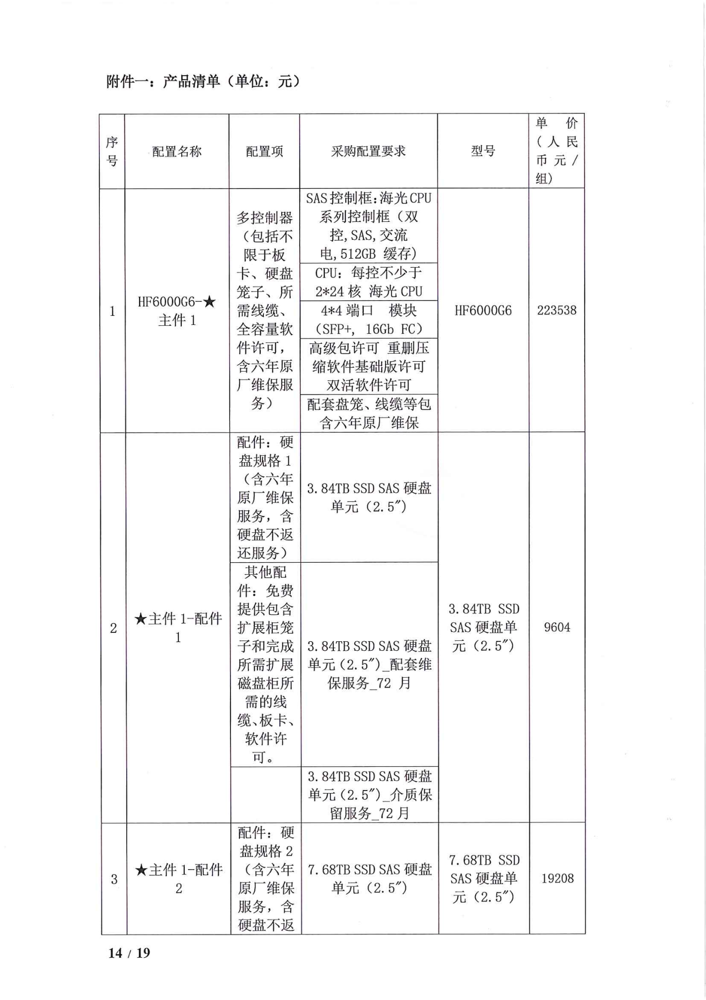 附件一：产品清单（单位：元）
序
号
配置名称
配置项
采购配置要求
型号
单 价
（人民
币元/
组）
1
HF6000G6-★
主件 1
多控制器
（包括不
限于板
卡、硬盘
笼子、所
需线缆、
全容量软
件许可，
含六年原
厂维保服
务）
SAS控制框:海光CPU
系列控制框（双
控,SAS,交流
电,512GB 缓存)
CPU：每控不少于
2*24 核 海光 CPU
4*4 端口 模块
（SFP+, 16Gb FC）
高级包许可 重删压
缩软件基础版许可
双活软件许可
配套盘笼、线缆等包
含六年原厂维保
HF6000G6
223538
2
★主件 1-配件
1
配件：硬
盘规格 1
（含六年
原厂维保
服务，含
硬盘不返
还服务）
3.84TB SSD SAS 硬盘
单元（2.5″）
其他配
件：免费
提供包含
扩展柜笼
子和完成
所需扩展
磁盘柜所
需的线
缆、板卡、
软件许
可。
3.84TB SSD SAS 硬盘
单元（2.5″）_配套维
保服务_72 月
3.84TB SSD SAS 硬盘
单元（2.5″）_介质保
留服务_72 月
3.84TB SSD
SAS 硬盘单
元（2.5″）
9604
3
★主件 1-配件
2
配件：硬
盘规格 2
（含六年
原厂维保
服务，含
硬盘不返
7.68TB SSD SAS 硬盘
单元（2.5″）
7.68TB SSD
SAS 硬盘单
元（2.5″）
19208
14 / 19